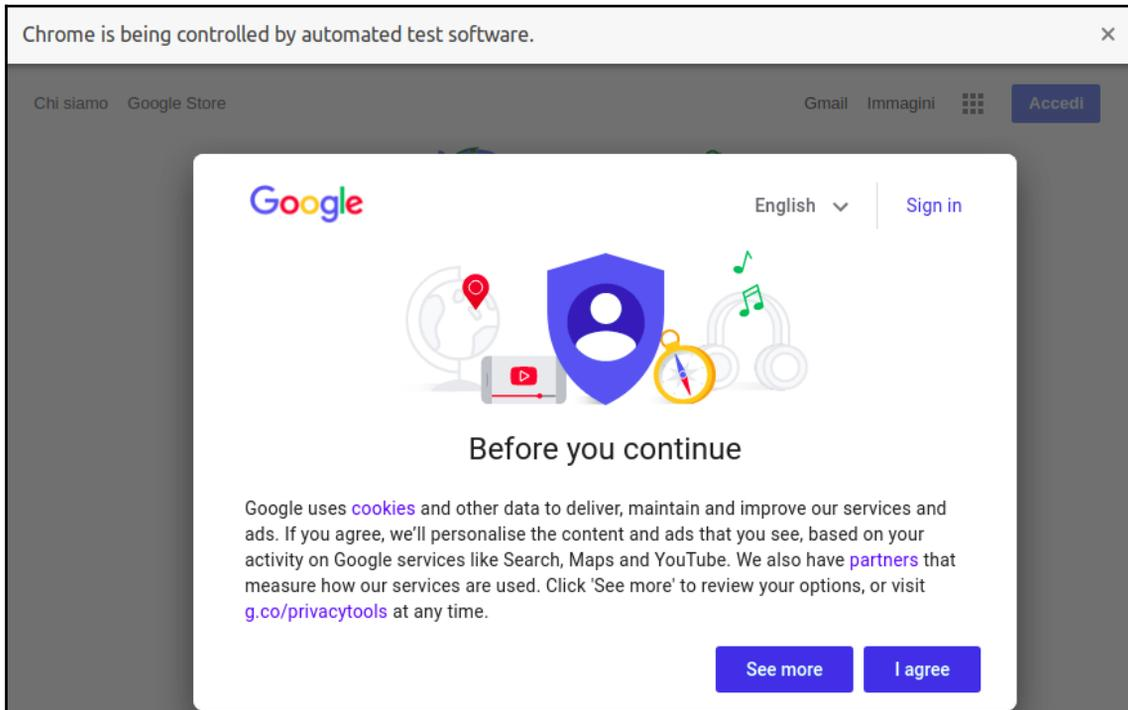 Chrome is being controlled by automated test software.
Chi siamo Google Store Gmail Immagini Accedi
Google English Sign in
Before you continue
Google uses cookies and other data to deliver, maintain and improve our services and
ads. If you agree, we’ll personalise the content and ads that you see, based on your
activity on Google services like Search, Maps and YouTube. We also have partners that
measure how our services are used. Click 'See more' to review your options, or visit
g.co/privacytools at any time.
See more I agree